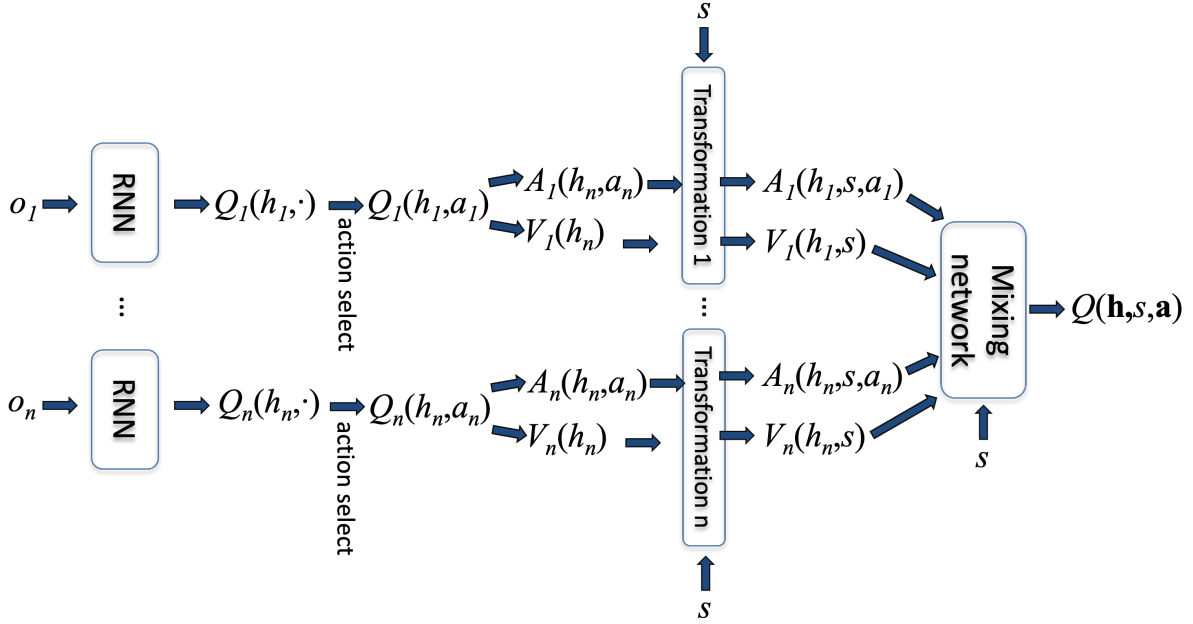 s
Transformation 1
o₁ RNN Q₁(h₁,·) action select Q₁(h₁,a₁) A₁(hₙ,aₙ) A₁(h₁,s,a₁)
V₁(hₙ) V₁(h₁,s)
... ...
Mixing network
Q(h,s,a)
s
oₙ RNN Qₙ(hₙ,·) action select Qₙ(hₙ,aₙ) Aₙ(hₙ,aₙ) Aₙ(hₙ,s,aₙ)
Vₙ(hₙ) Vₙ(hₙ,s)
Transformation n
s